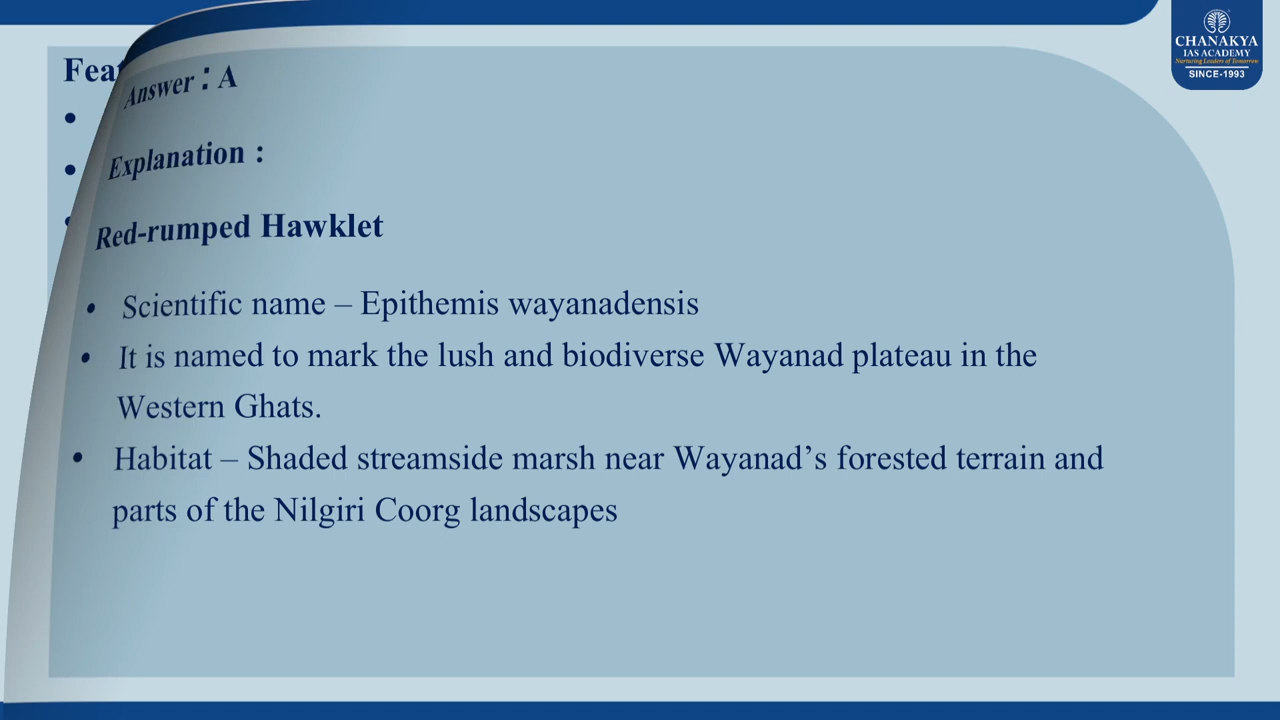 CHANAKYA
IAS ACADEMY
Nurturing Leaders of Tomorrow
SINCE-1993
Answer : A
Explanation :
Red-rumped Hawklet
• Scientific name – Epithemis wayanadensis
• It is named to mark the lush and biodiverse Wayanad plateau in the
Western Ghats.
• Habitat – Shaded streamside marsh near Wayanad’s forested terrain and
parts of the Nilgiri Coorg landscapes